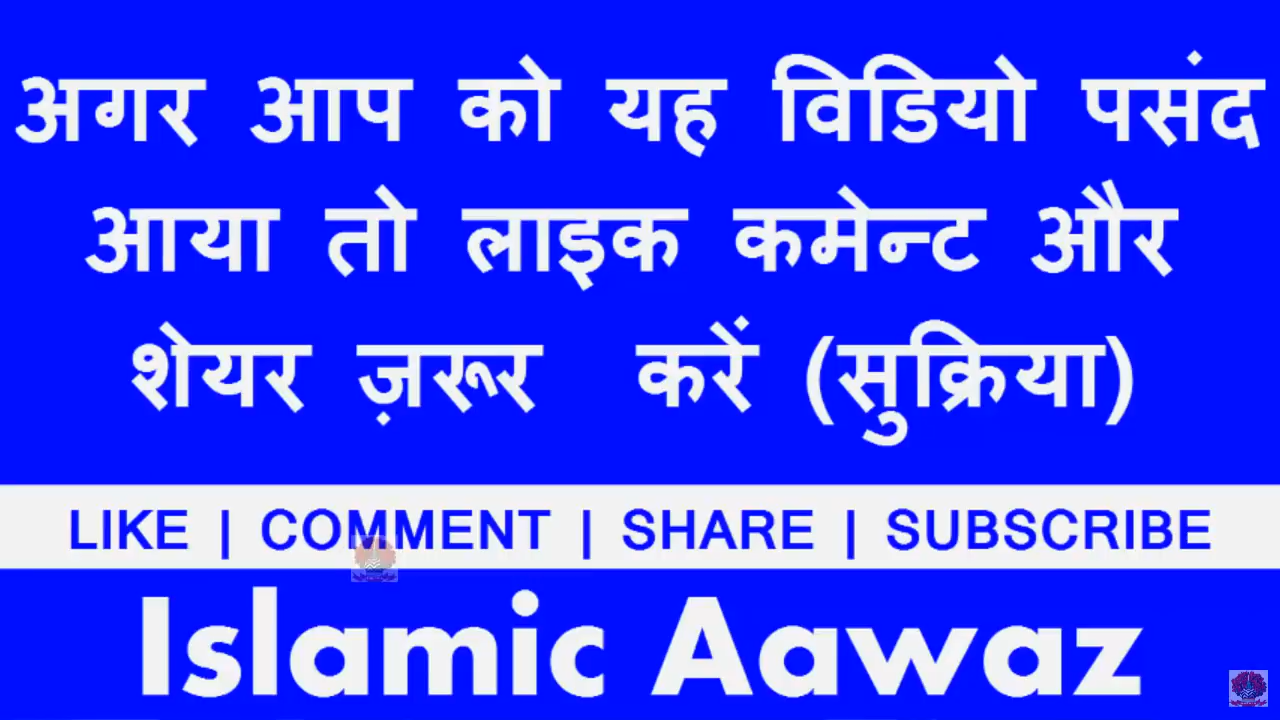 अगर आप को यह विडियो पसंद
आया तो लाइक कमेन्ट और
शेयर ज़रूर करें (सुक्रिया)
LIKE | COMMENT | SHARE | SUBSCRIBE
Islamic Aawaz